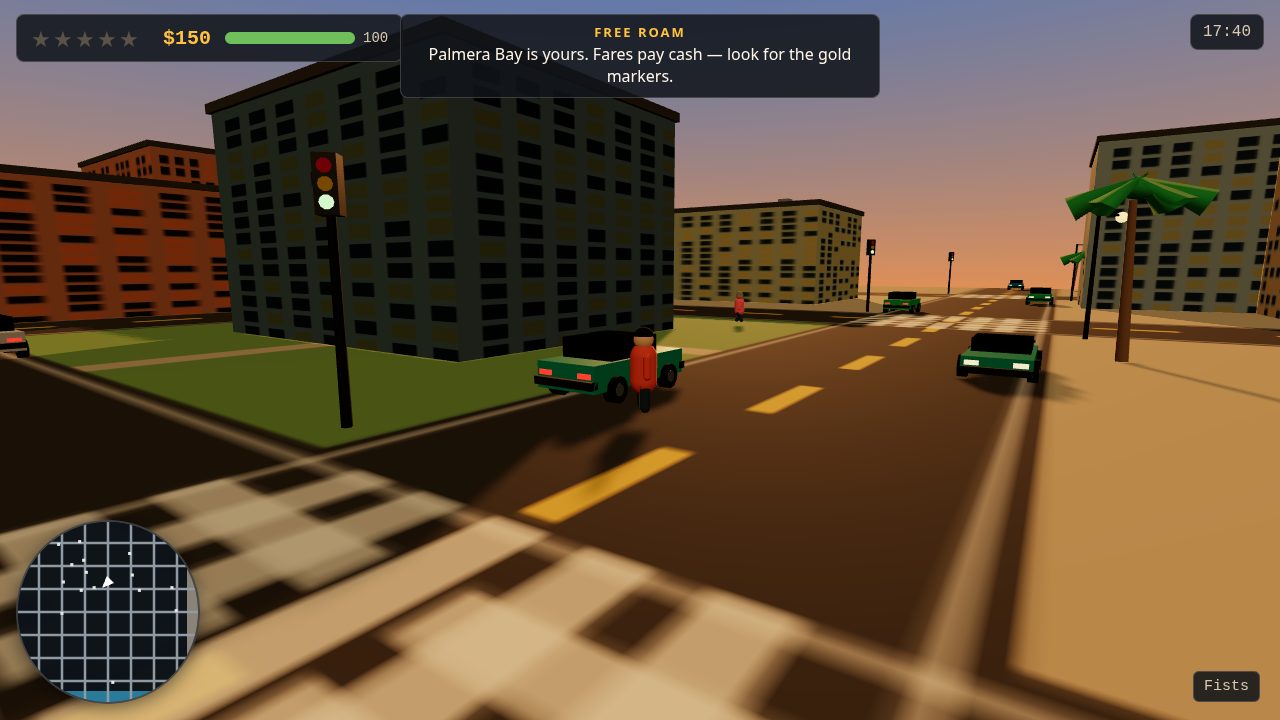 $150
100
FREE ROAM
Palmera Bay is yours. Fares pay cash — look for the gold
markers.
17:40
Fists